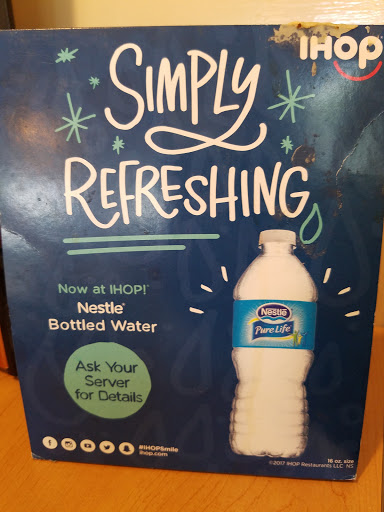 IHOP
SIMPLY
REFRESHING
Now at IHOP!
Nestle®
Bottled Water
Ask Your
Server
for Details
Nestle
Pure Life
#IHOPSmile
ihop.com
16 oz. size
©2017 IHOP Restaurants LLC NS